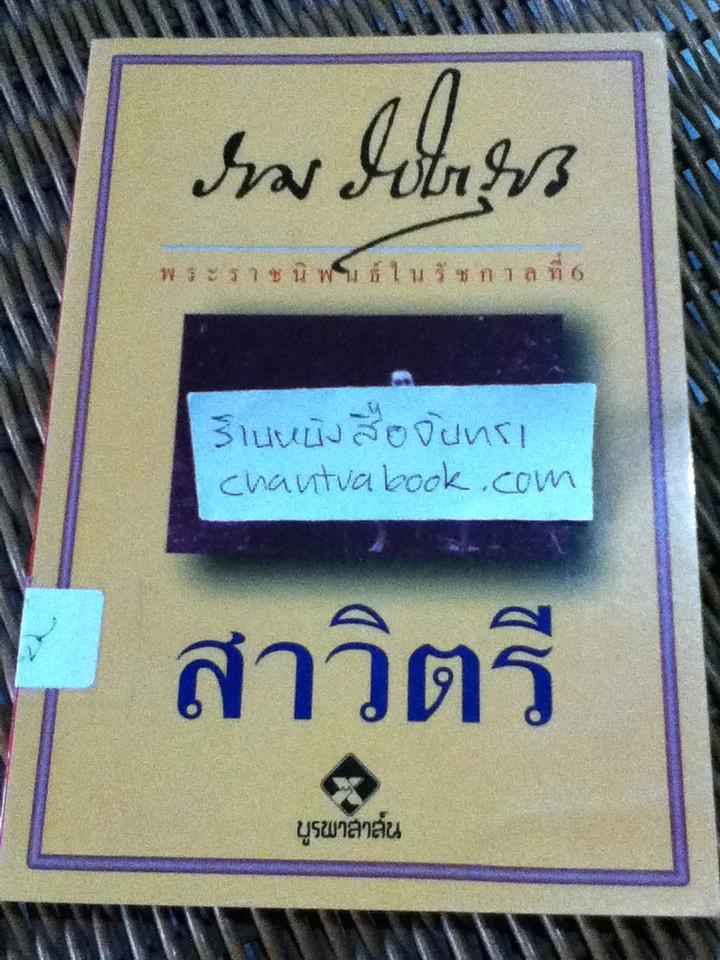 ราม วชิราวุธ
พระราชนิพนธ์ในรัชกาลที่6
ร้านหนังสือจันทรา
chantrabook.com
สาวิตรี
บูรพาสาส์น